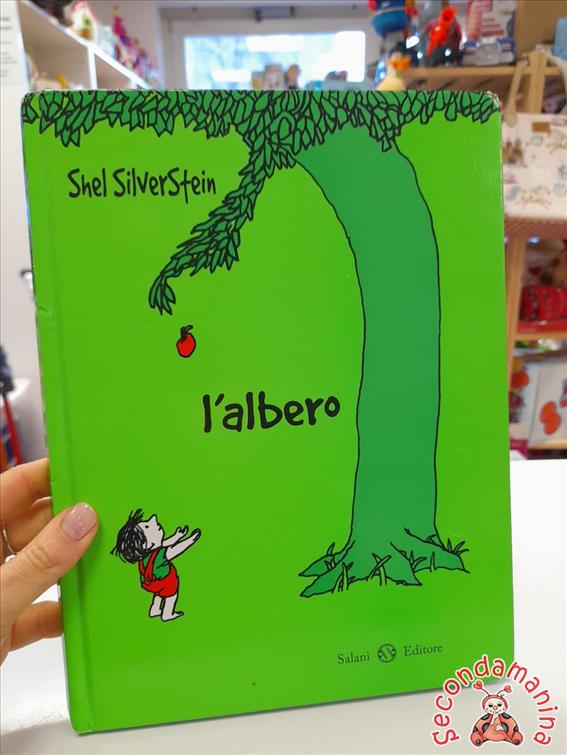 Shel SilverStein
l'albero
Salani Editore
Secondamanina